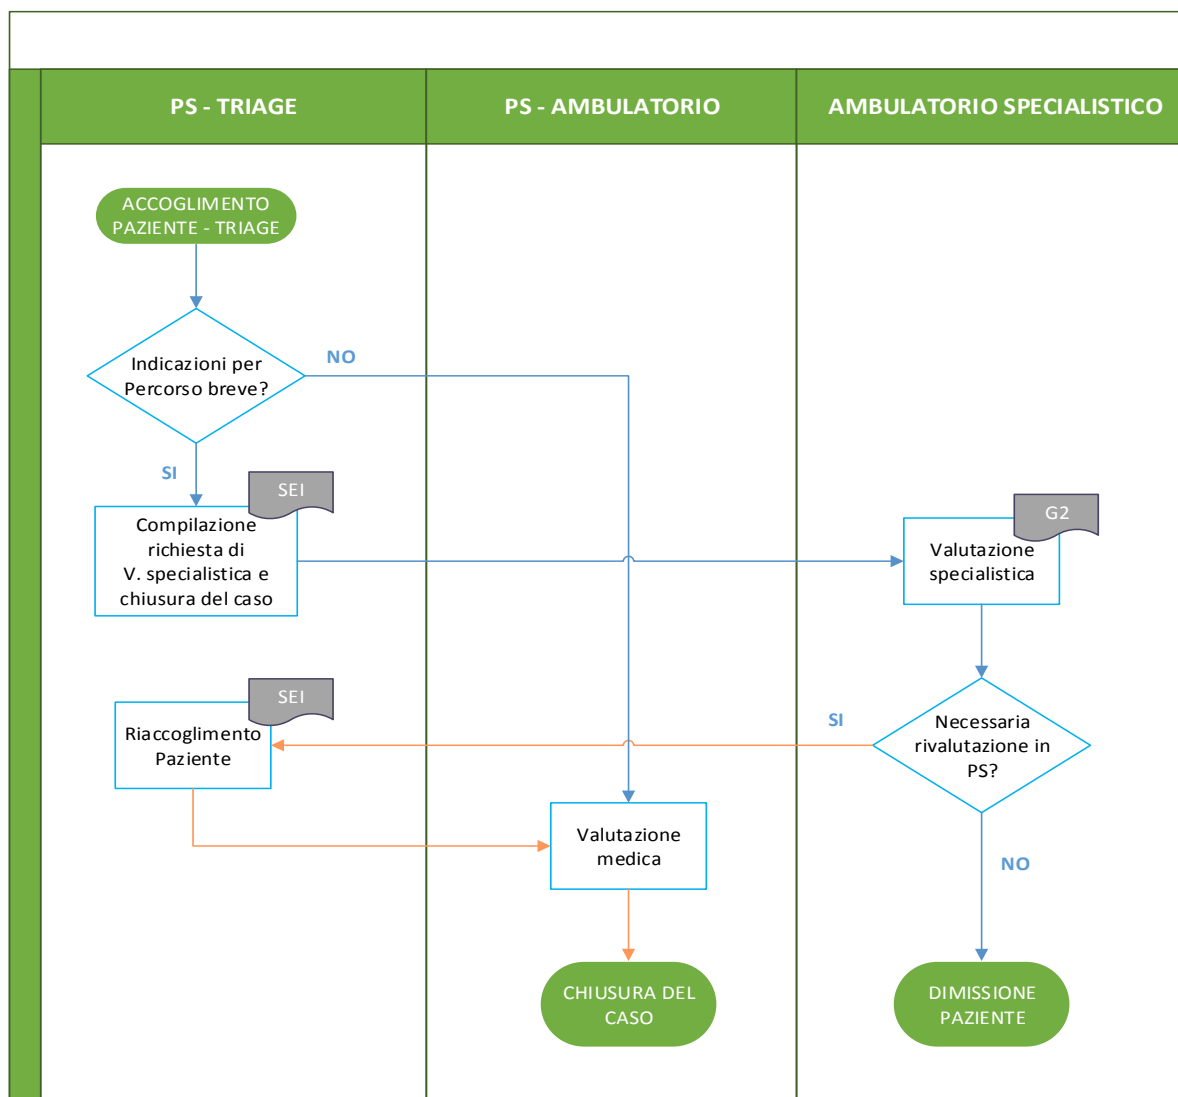 PS - TRIAGE
PS - AMBULATORIO
AMBULATORIO SPECIALISTICO
ACCOGLIMENTO
PAZIENTE - TRIAGE
Indicazioni per
Percorso breve?
NO
SI
SEI
Compilazione
richiesta di
V. specialistica e
chiusura del caso
G2
Valutazione
specialistica
SEI
Riaccoglimento
Paziente
SI
Necessaria
rivalutazione in
PS?
Valutazione
medica
NO
CHIUSURA DEL
CASO
DIMISSIONE
PAZIENTE